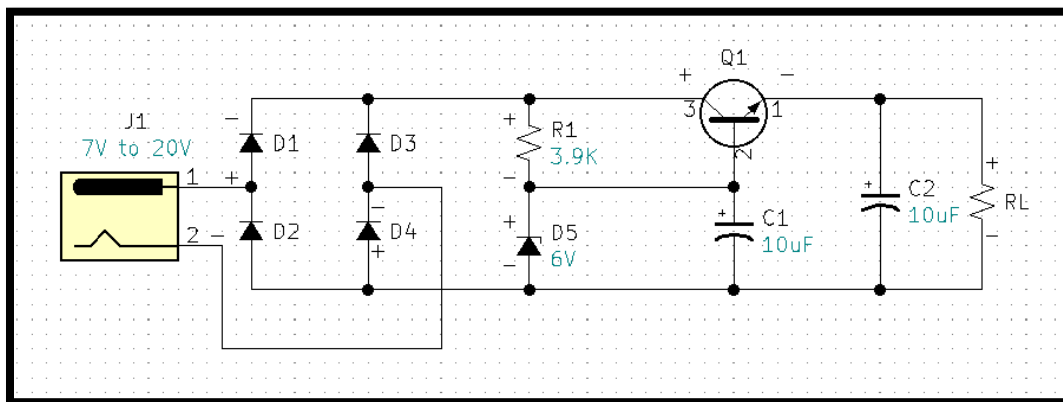 Q1
+ -
3 1
2
J1
7V to 20V
1 +
2 -
- D1
D3
D2
- D4 +
+ R1
3.9K
-
+ D5
6V
-
+ C1
10uF
+ C2
10uF
+ RL
-